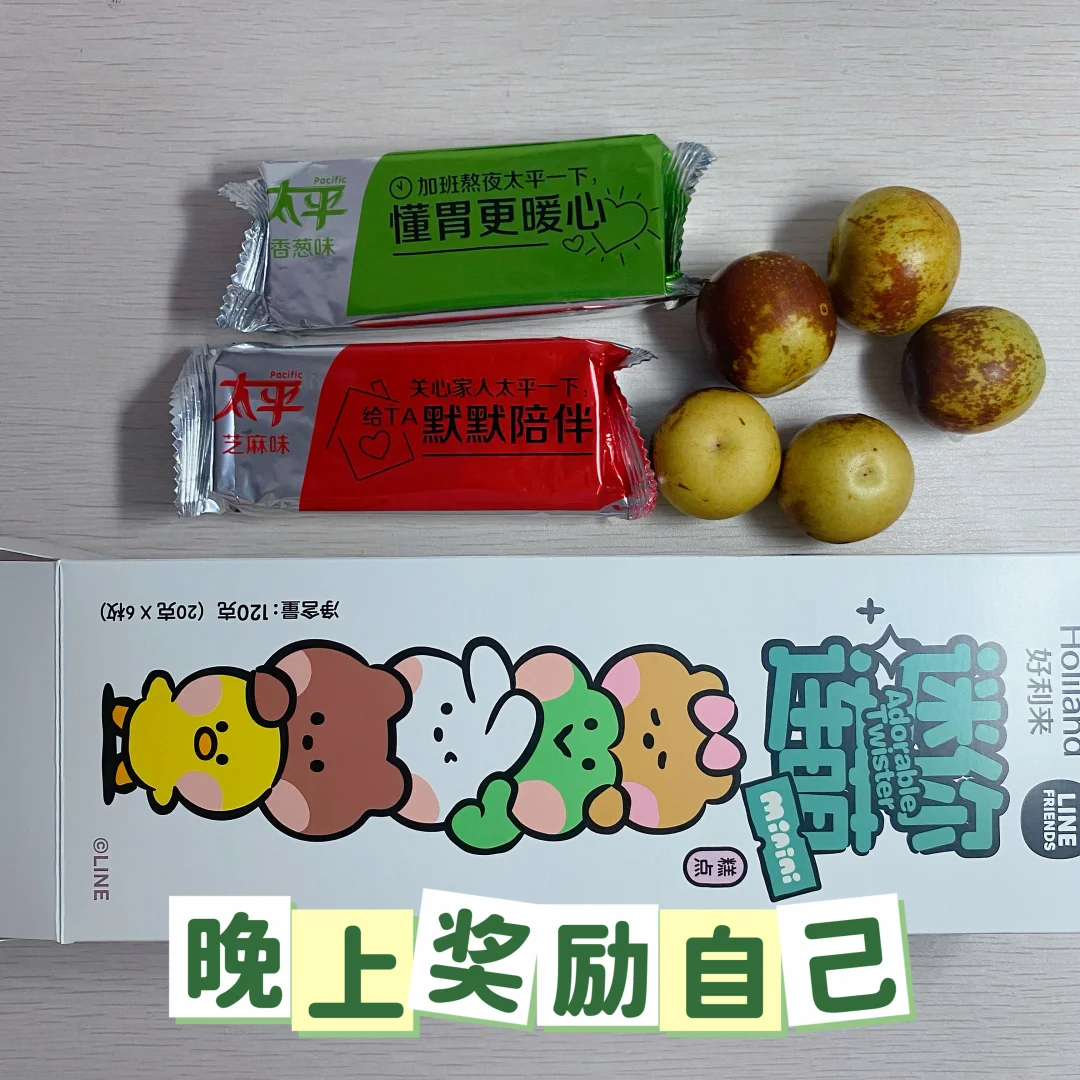 Pacific
太平
香葱味
加班熬夜太平一下，
懂胃更暖心
Pacific
太平
芝麻味
关心家人太平一下，
给TA默默陪伴
净含量：120克 （20克 X 6枚）
Holiland
好利来
LINE
FRIENDS
迷你
连萌
Adorable
Twister
minini
糕点
©LINE
晚上奖励自己